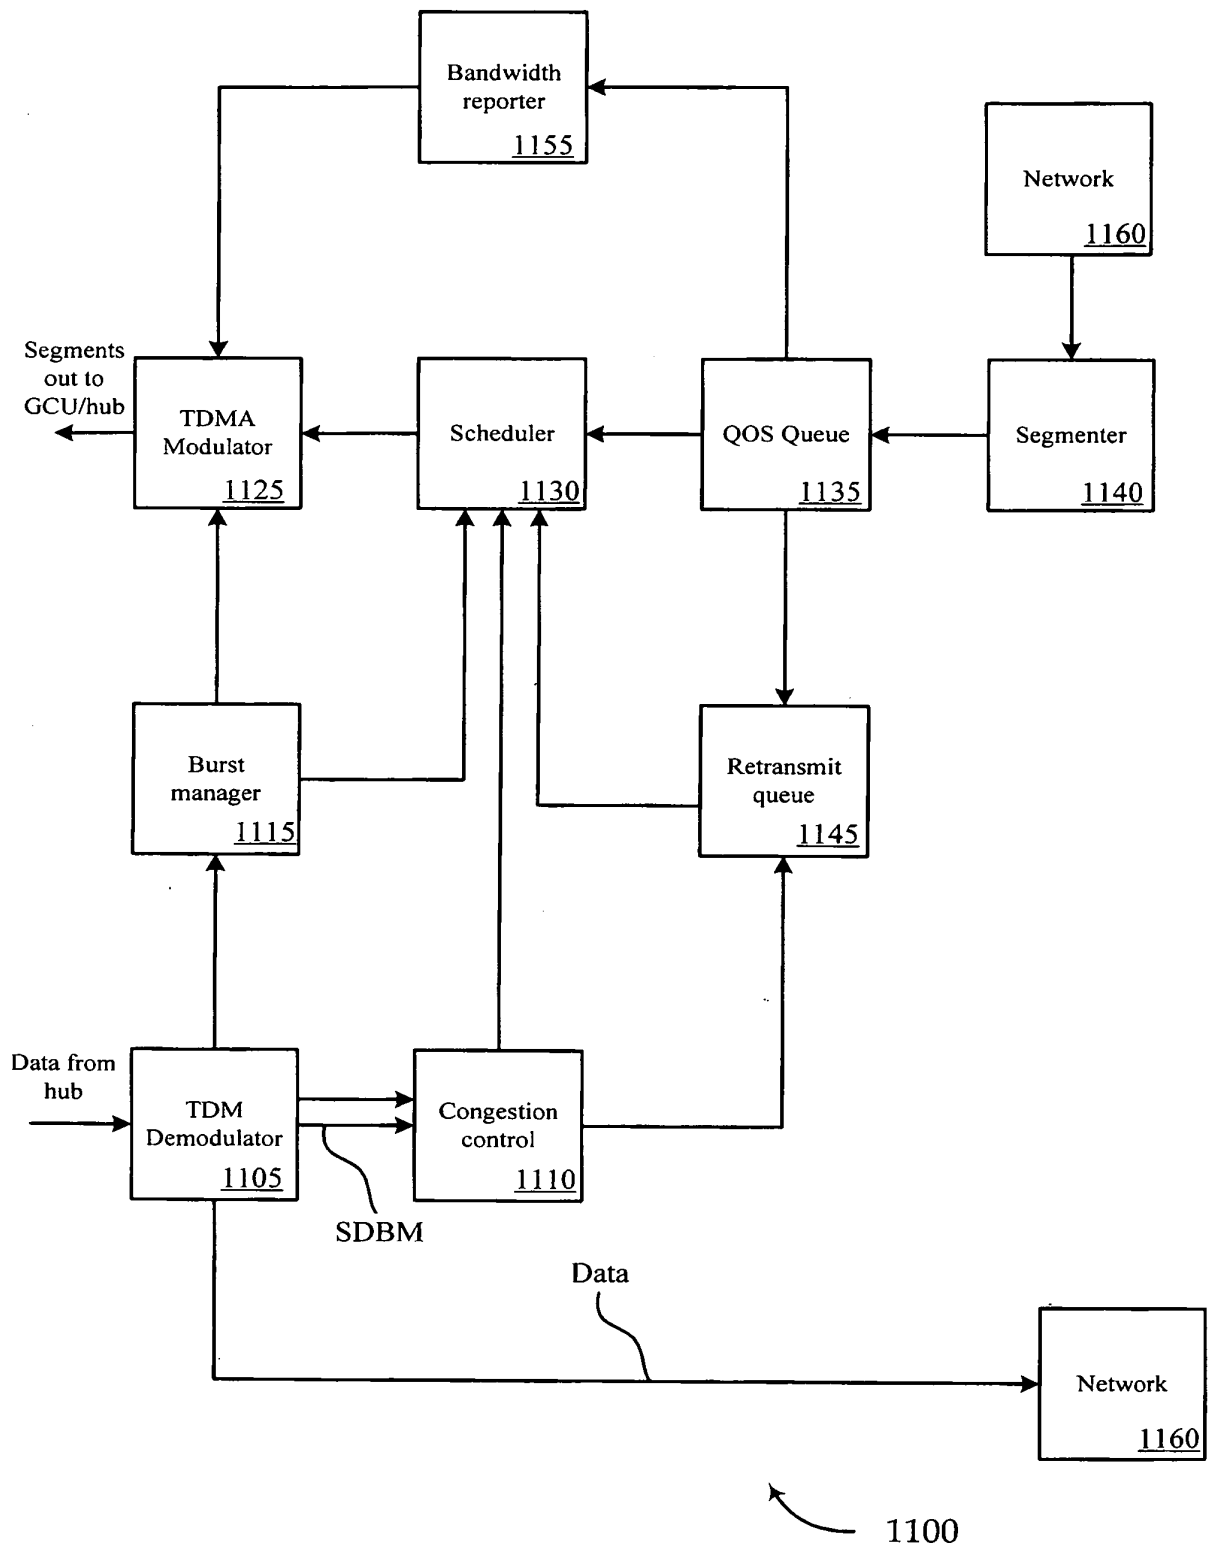 Bandwidth
reporter
1155
Network
1160
Segments
out to
GCU/hub
TDMA
Modulator
1125
Scheduler
1130
QOS Queue
1135
Segmenter
1140
Burst
manager
1115
Retransmit
queue
1145
Data from
hub
TDM
Demodulator
1105
Congestion
control
1110
SDBM
Data
Network
1160
1100